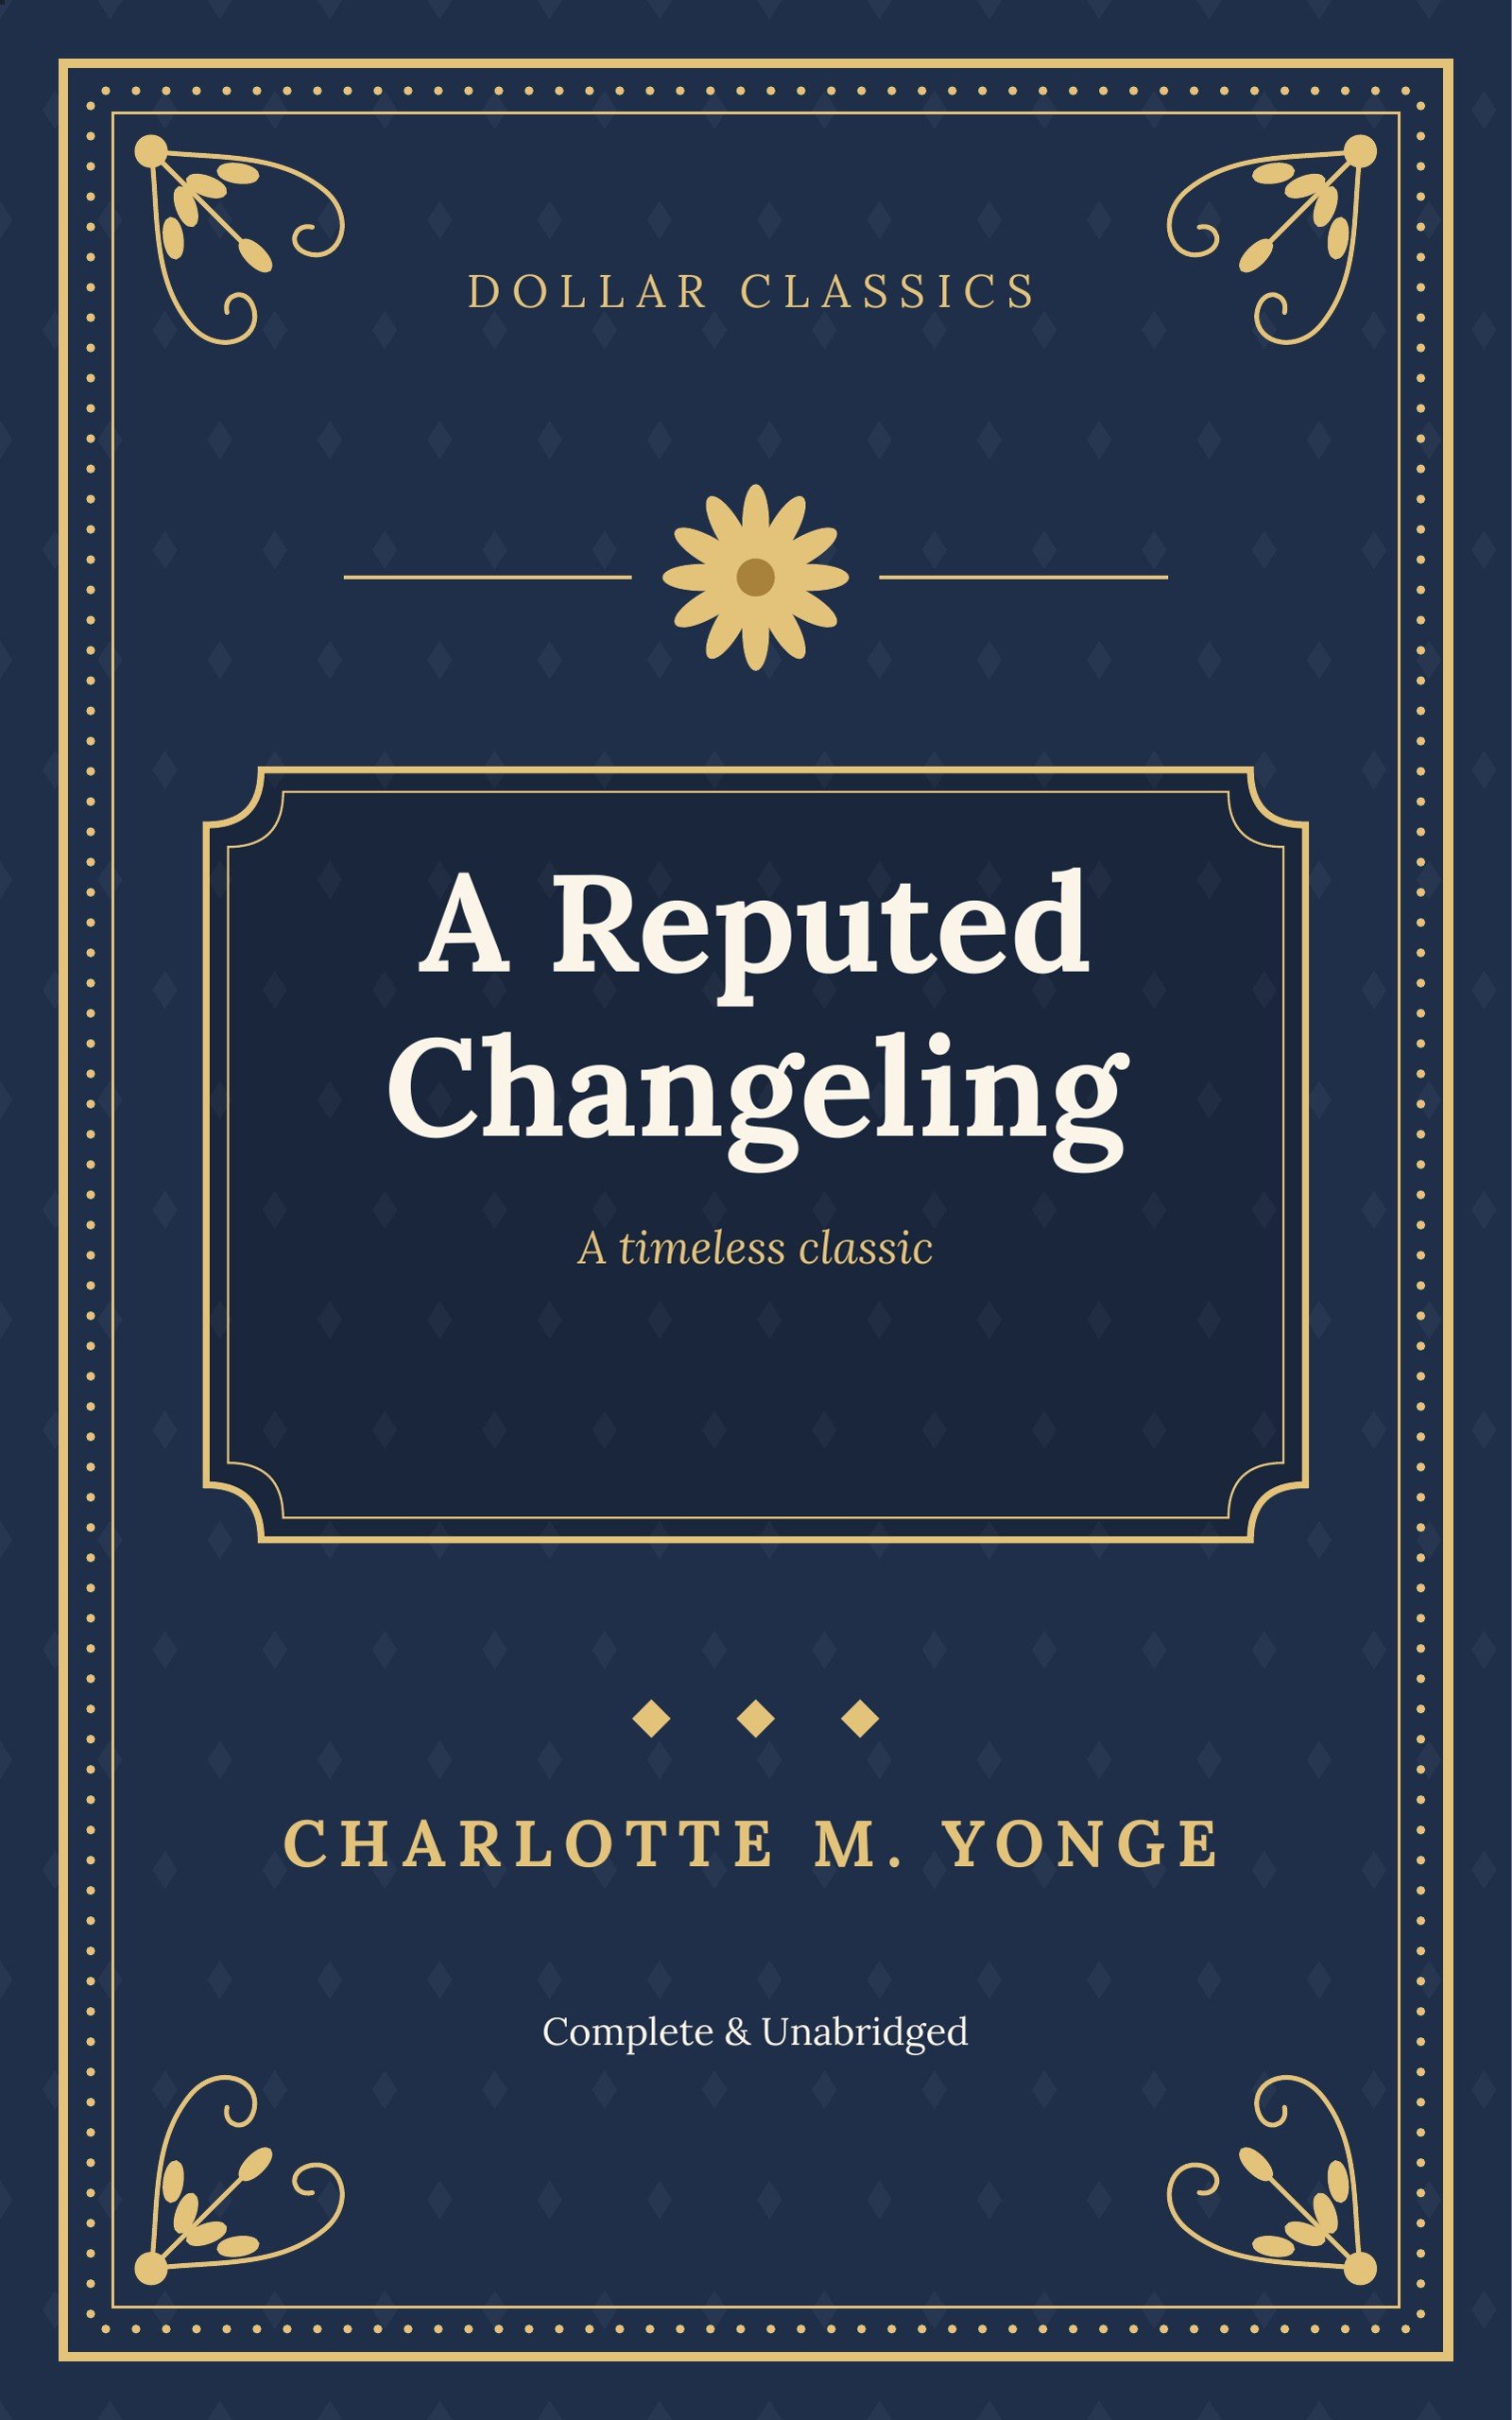 DOLLAR CLASSICS
A Reputed
Changeling
A timeless classic
CHARLOTTE M. YONGE
Complete & Unabridged